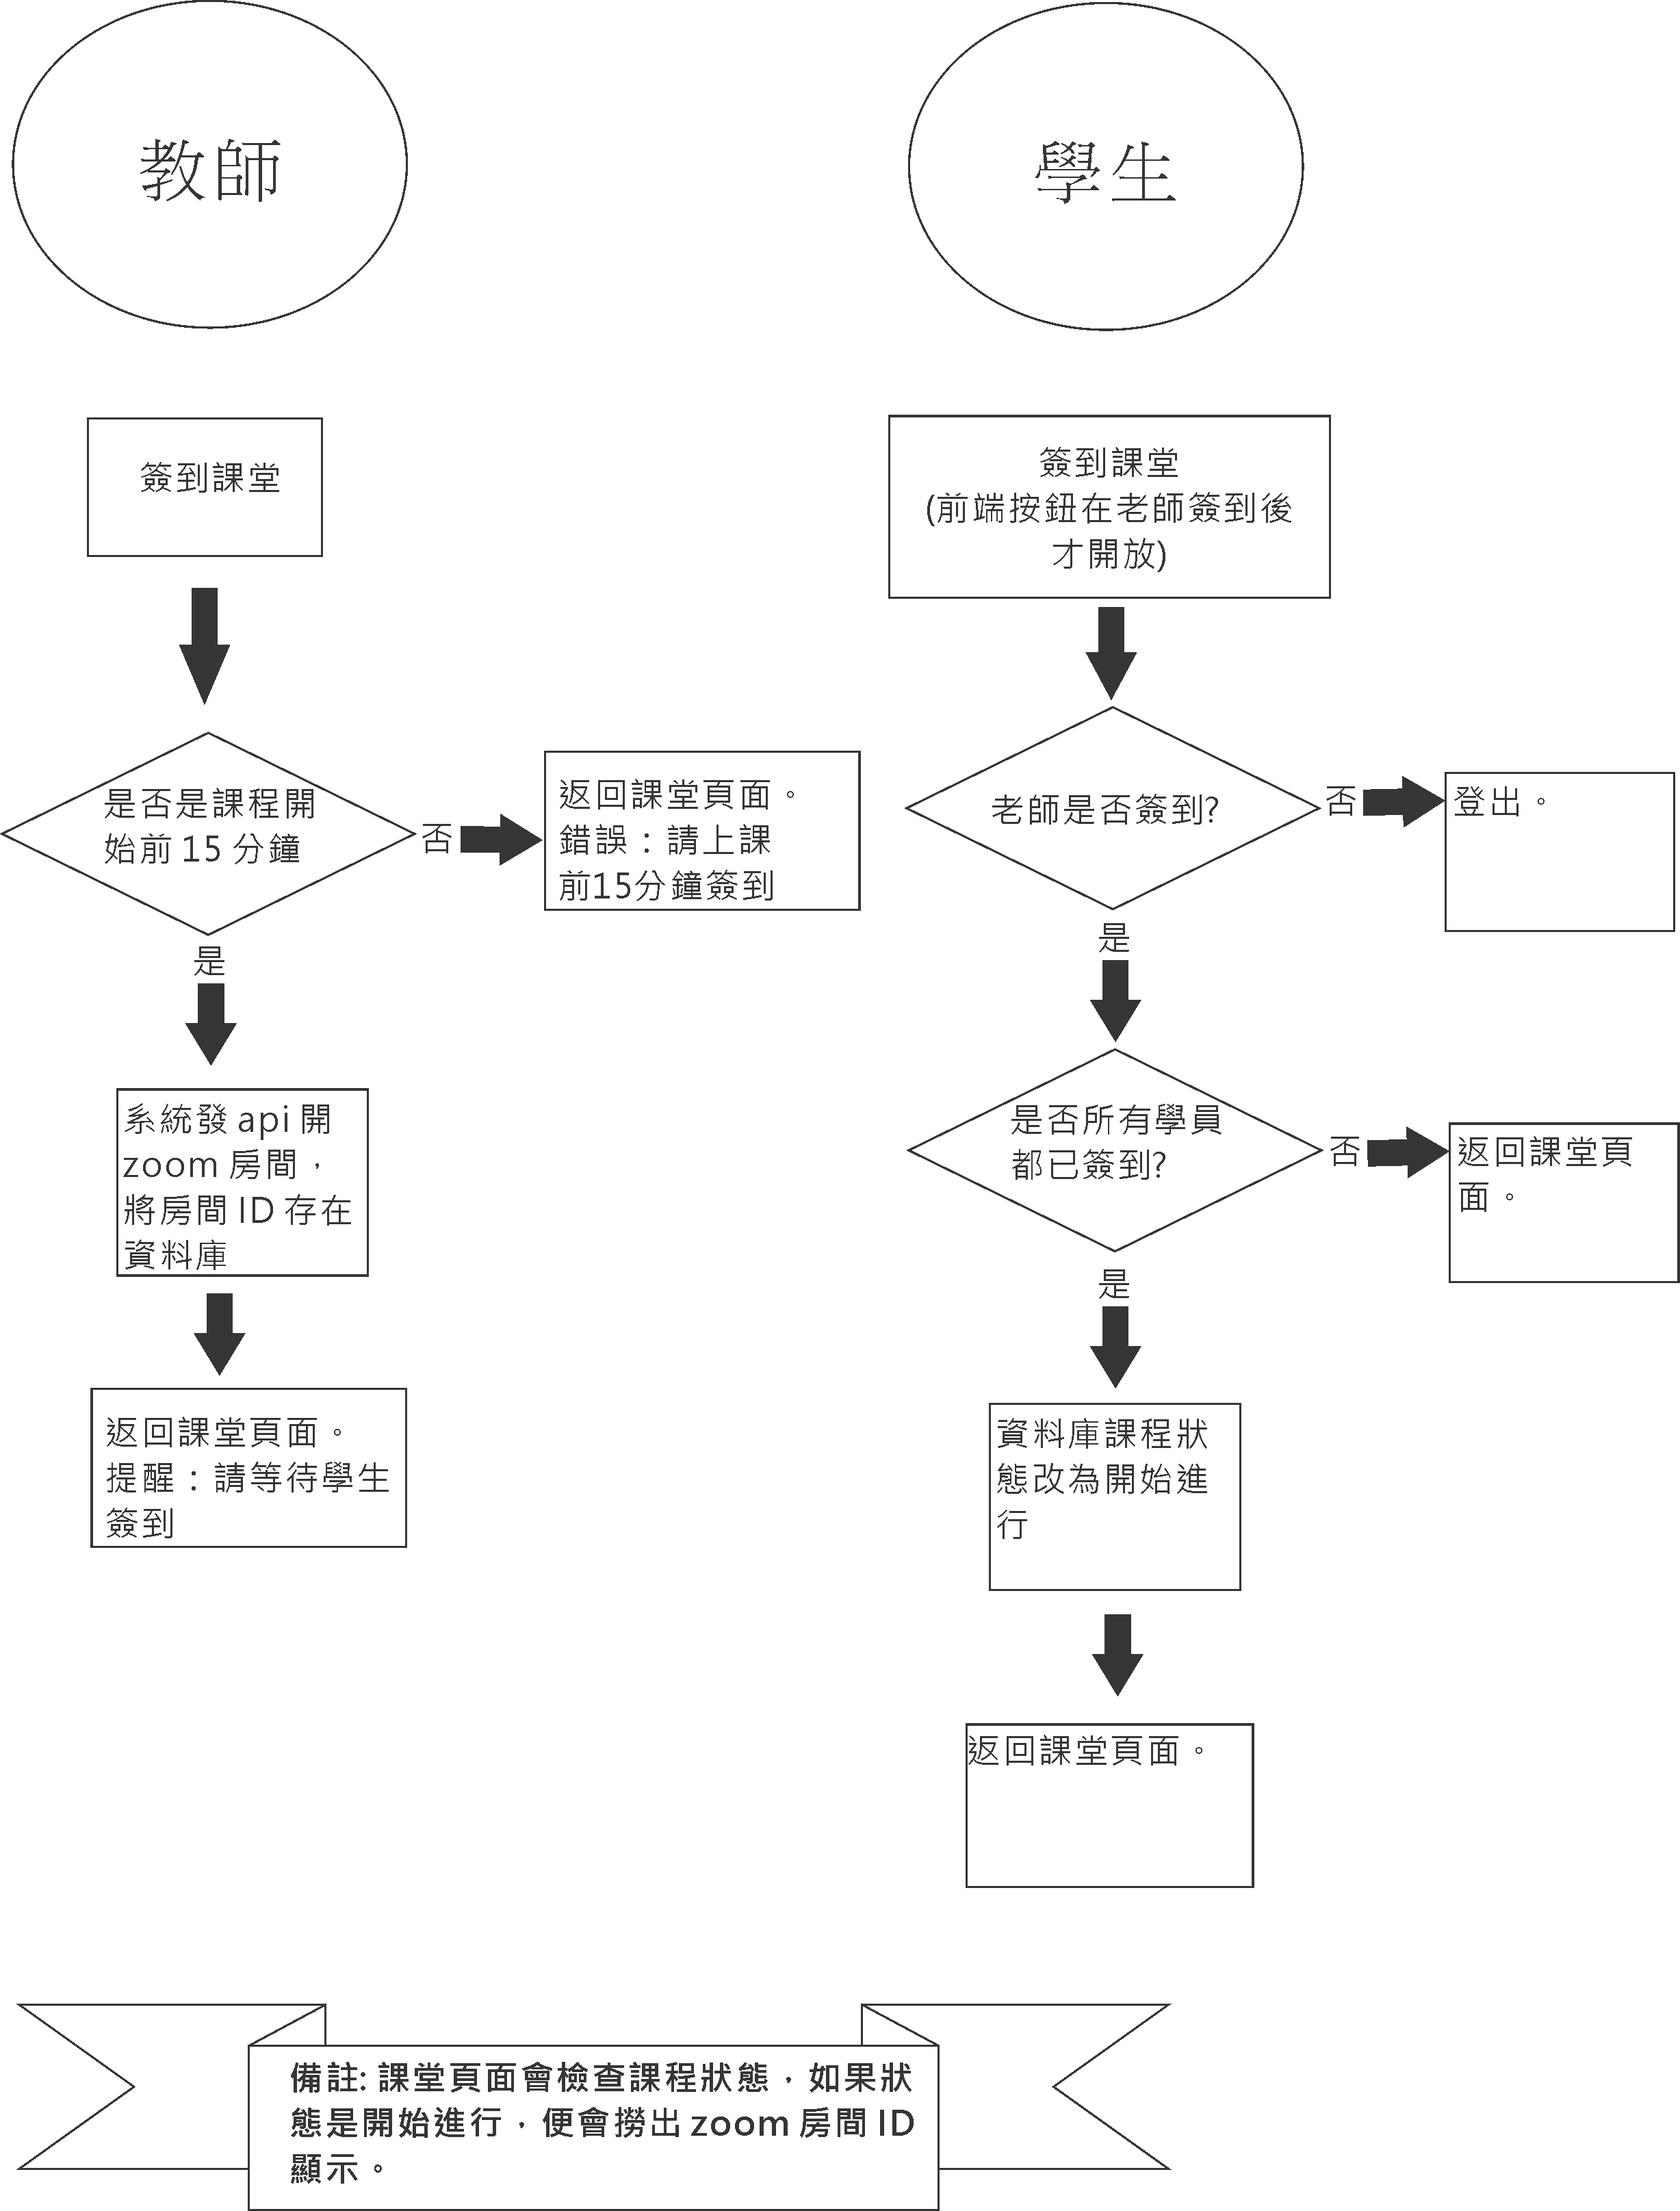 教師
簽到課堂
是否是課程開
始前 15 分鐘
否
返回課堂頁面。
錯誤：請上課
前15分鐘簽到
是
系統發 api 開
zoom 房間，
將房間 ID 存在
資料庫
返回課堂頁面。
提醒：請等待學生
簽到
學生
簽到課堂
(前端按鈕在老師簽到後
才開放)
老師是否簽到?
否
登出。
是
是否所有學員
都已簽到?
否
返回課堂頁
面。
是
資料庫課程狀
態改為開始進
行
返回課堂頁面。
備註: 課堂頁面會檢查課程狀態，如果狀
態是開始進行，便會撈出 zoom 房間 ID
顯示。